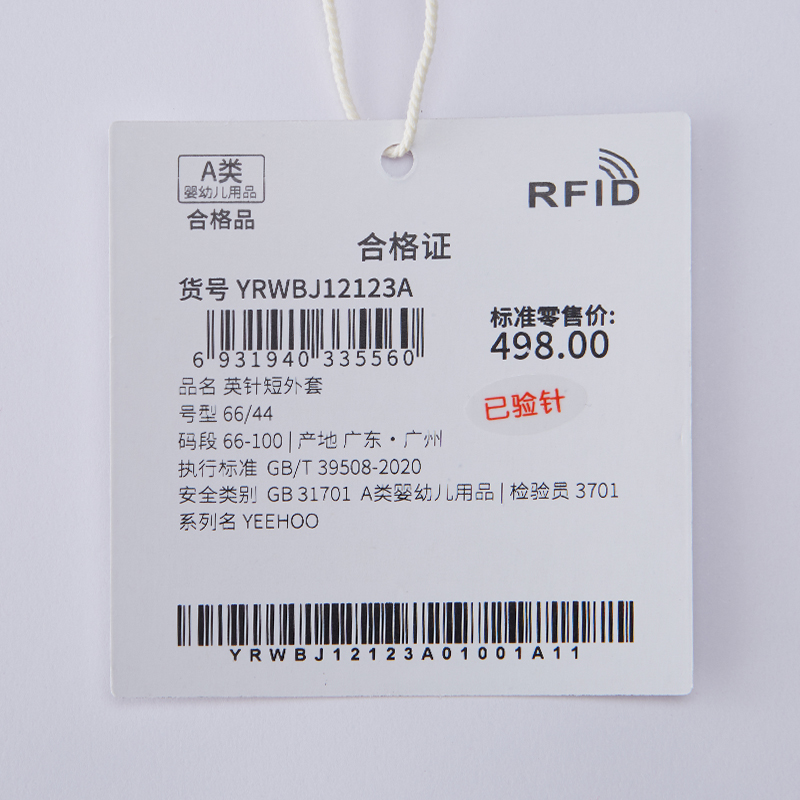 A类
婴幼儿用品
合格品
RFID
合格证
货号 YRWBJ12123A
6 931940 335560
标准零售价:
498.00
品名 英针短外套
号型 66/44
已验针
码段 66-100 | 产地 广东·广州
执行标准 GB/T 39508-2020
安全类别 GB 31701 A类婴幼儿用品 | 检验员 3701
系列名 YEEHOO
YRWBJ12123A01001A11